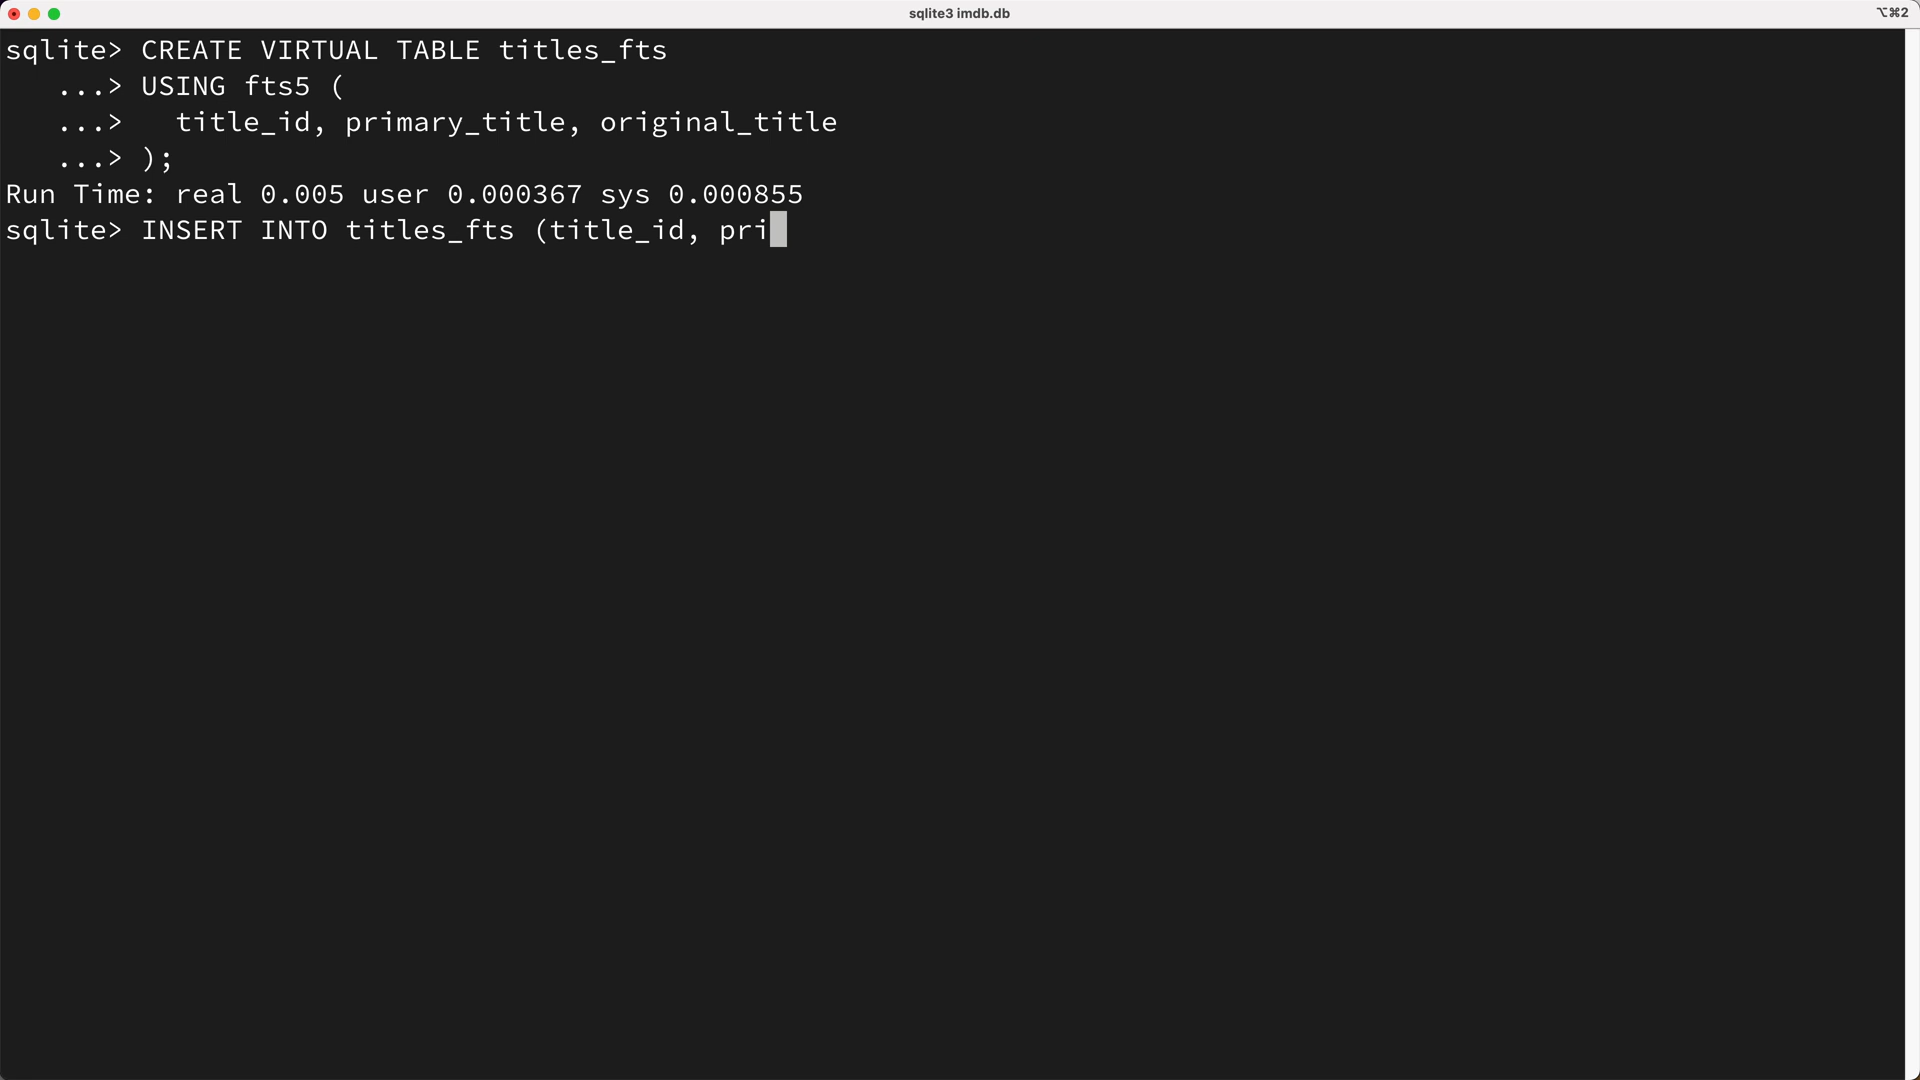 sqlite3 imdb.db
⌥⌘2
sqlite> CREATE VIRTUAL TABLE titles_fts
   ...> USING fts5 (
   ...>   title_id, primary_title, original_title
   ...> );
Run Time: real 0.005 user 0.000367 sys 0.000855
sqlite> INSERT INTO titles_fts (title_id, pri